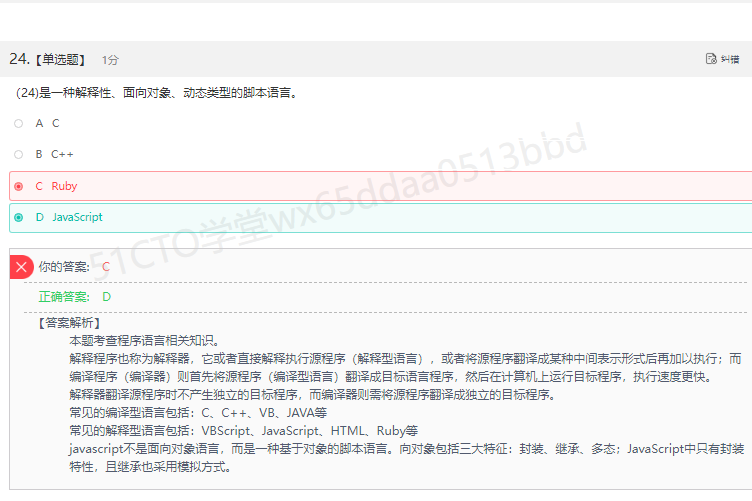 24.【单选题】 1分 纠错
(24)是一种解释性、面向对象、动态类型的脚本语言。
A C
B C++
C Ruby
D JavaScript
51CTO学堂wx65ddaa0513bbd
你的答案: C
正确答案: D
【答案解析】
本题考查程序语言相关知识。
解释程序也称为解释器，它或者直接解释执行源程序（解释型语言），或者将源程序翻译成某种中间表示形式后再加以执行；而
编译程序（编译器）则首先将源程序（编译型语言）翻译成目标语言程序，然后在计算机上运行目标程序，执行速度更快。
解释器翻译源程序时不产生独立的目标程序，而编译器则需将源程序翻译成独立的目标程序。
常见的编译型语言包括：C、C++、VB、JAVA等
常见的解释型语言包括：VBScript、JavaScript、HTML、Ruby等
javascript不是面向对象语言，而是一种基于对象的脚本语言。向对象包括三大特征：封装、继承、多态；JavaScript中只有封装
特性，且继承也采用模拟方式。